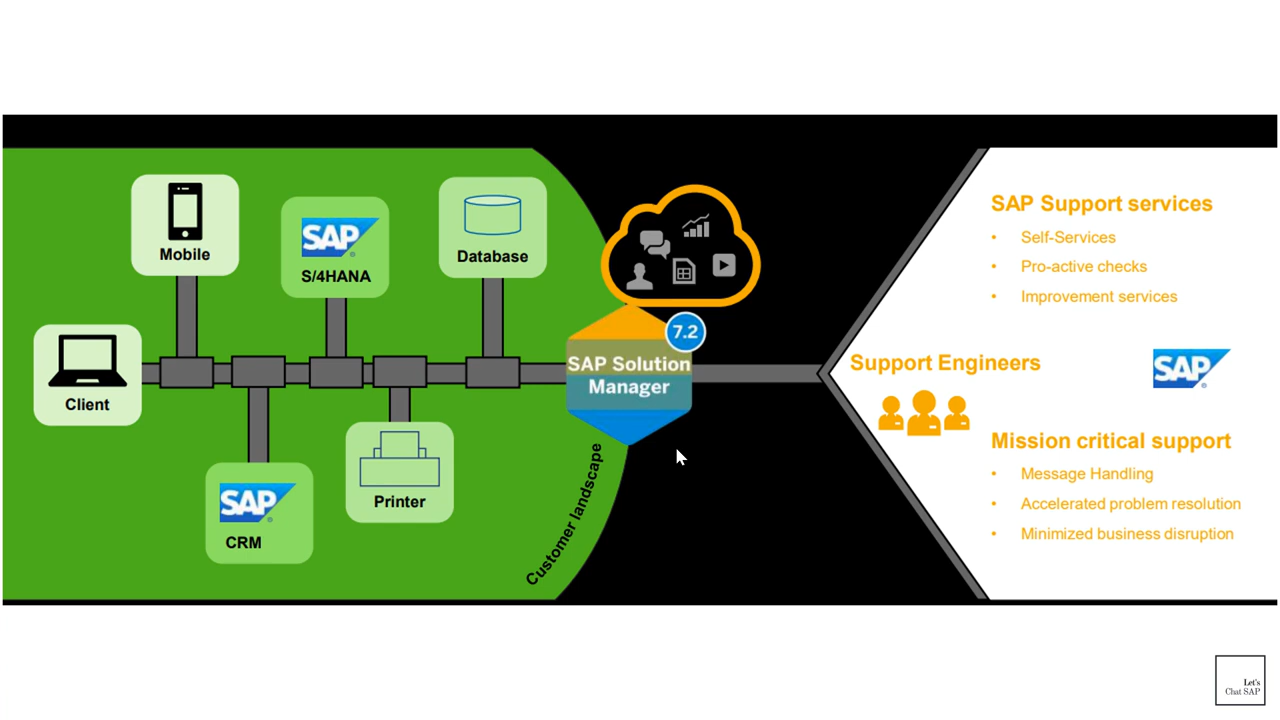 Mobile
SAP
S/4HANA
Database
Client
SAP
CRM
Printer
Customer landscape
7.2
SAP Solution
Manager
SAP Support services
• Self-Services
• Pro-active checks
• Improvement services
Support Engineers
SAP
Mission critical support
• Message Handling
• Accelerated problem resolution
• Minimized business disruption
Let's
Chat SAP